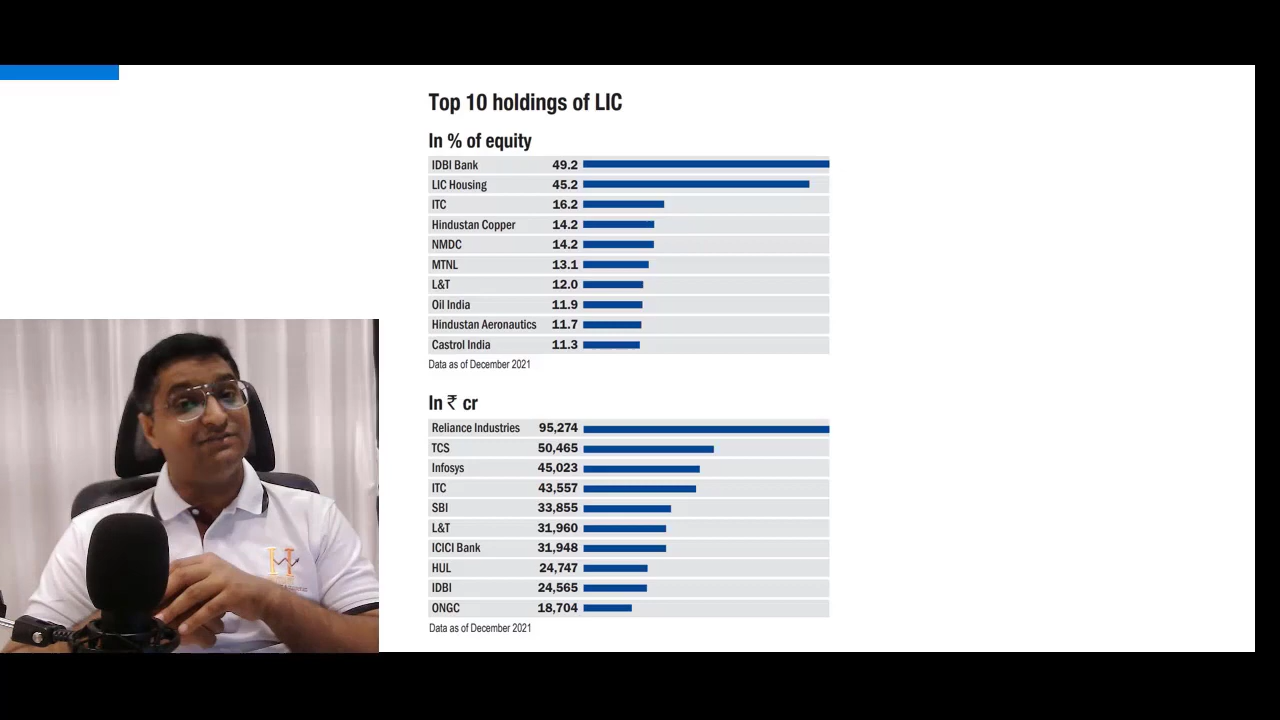 Top 10 holdings of LIC
In % of equity
IDBI Bank 49.2
LIC Housing 45.2
ITC 16.2
Hindustan Copper 14.2
NMDC 14.2
MTNL 13.1
L&T 12.0
Oil India 11.9
Hindustan Aeronautics 11.7
Castrol India 11.3
Data as of December 2021
In ₹ cr
Reliance Industries 95,274
TCS 50,465
Infosys 45,023
ITC 43,557
SBI 33,855
L&T 31,960
ICICI Bank 31,948
HUL 24,747
IDBI 24,565
ONGC 18,704
Data as of December 2021